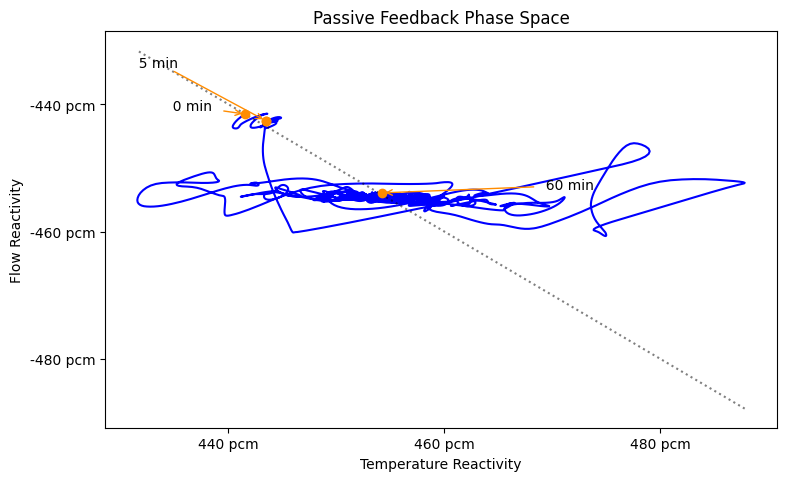 Passive Feedback Phase Space
5 min
0 min
60 min
-440 pcm
-460 pcm
-480 pcm
Flow Reactivity
440 pcm
460 pcm
480 pcm
Temperature Reactivity